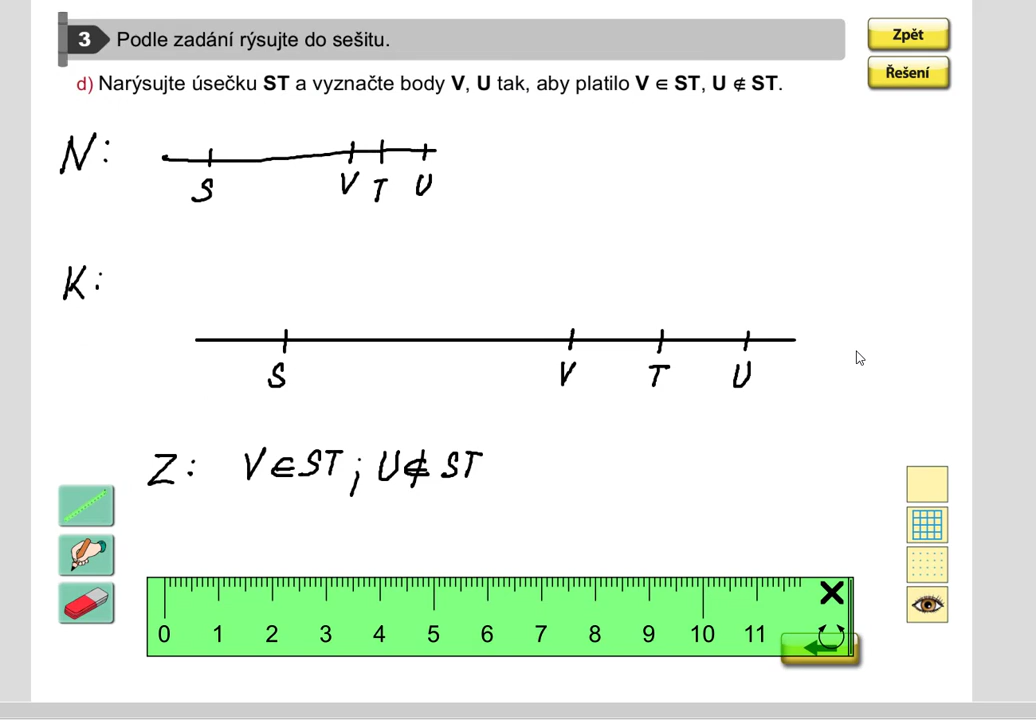 3 Podle zadání rýsujte do sešitu.
Zpět
Řešení
d) Narýsujte úsečku ST a vyznačte body V, U tak, aby platilo V ∈ ST, U ∉ ST.
N:
S V T U
K:
S V T U
Z: V∈ST; U∉ST
0 1 2 3 4 5 6 7 8 9 10 11